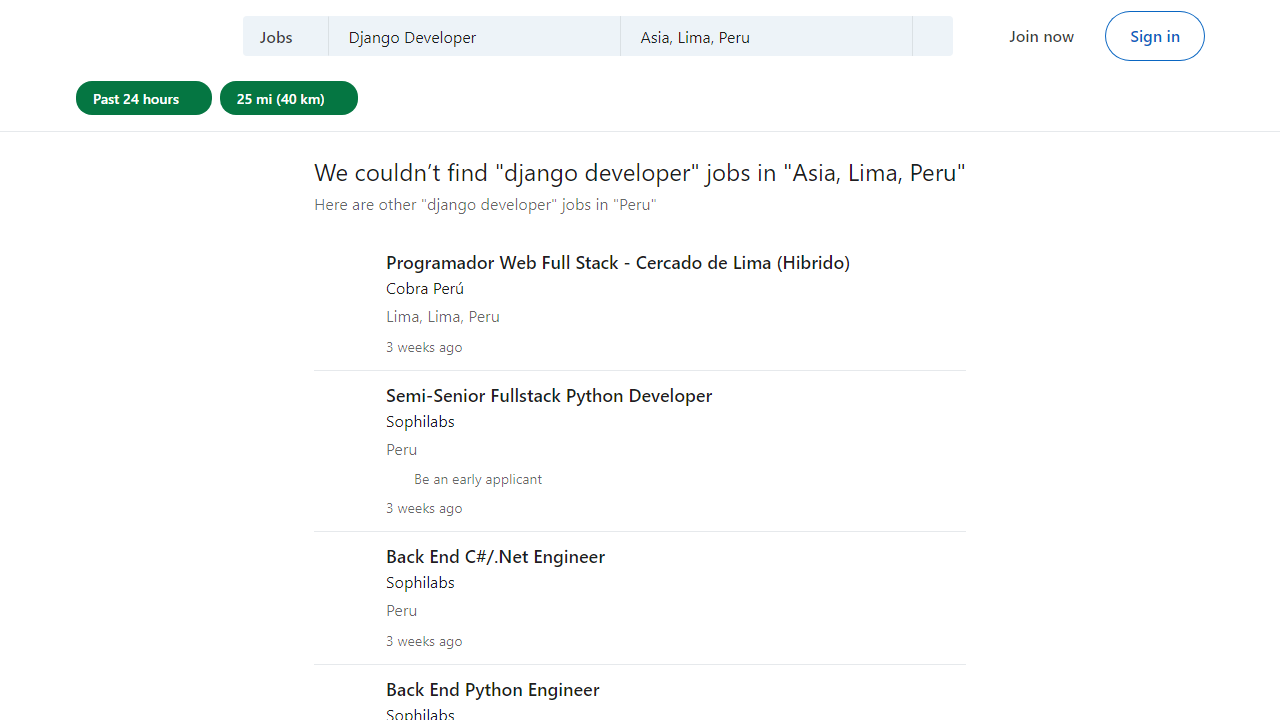 Jobs
Django Developer
Asia, Lima, Peru
Join now
Sign in
Past 24 hours
25 mi (40 km)
We couldn’t find "django developer" jobs in "Asia, Lima, Peru"
Here are other "django developer" jobs in "Peru"
Programador Web Full Stack - Cercado de Lima (Hibrido)
Cobra Perú
Lima, Lima, Peru
3 weeks ago
Semi-Senior Fullstack Python Developer
Sophilabs
Peru
Be an early applicant
3 weeks ago
Back End C#/.Net Engineer
Sophilabs
Peru
3 weeks ago
Back End Python Engineer
Sophilabs